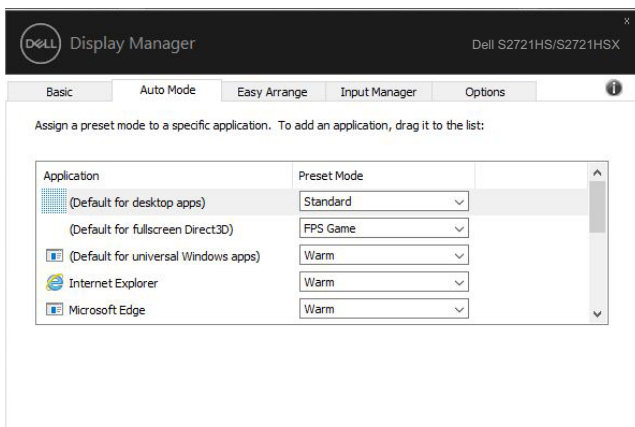 DELL Display Manager
x
Dell S2721HS/S2721HSX
Basic Auto Mode Easy Arrange Input Manager Options
Assign a preset mode to a specific application. To add an application, drag it to the list:
Application Preset Mode
(Default for desktop apps) Standard
(Default for fullscreen Direct3D) FPS Game
(Default for universal Windows apps) Warm
Internet Explorer Warm
Microsoft Edge Warm